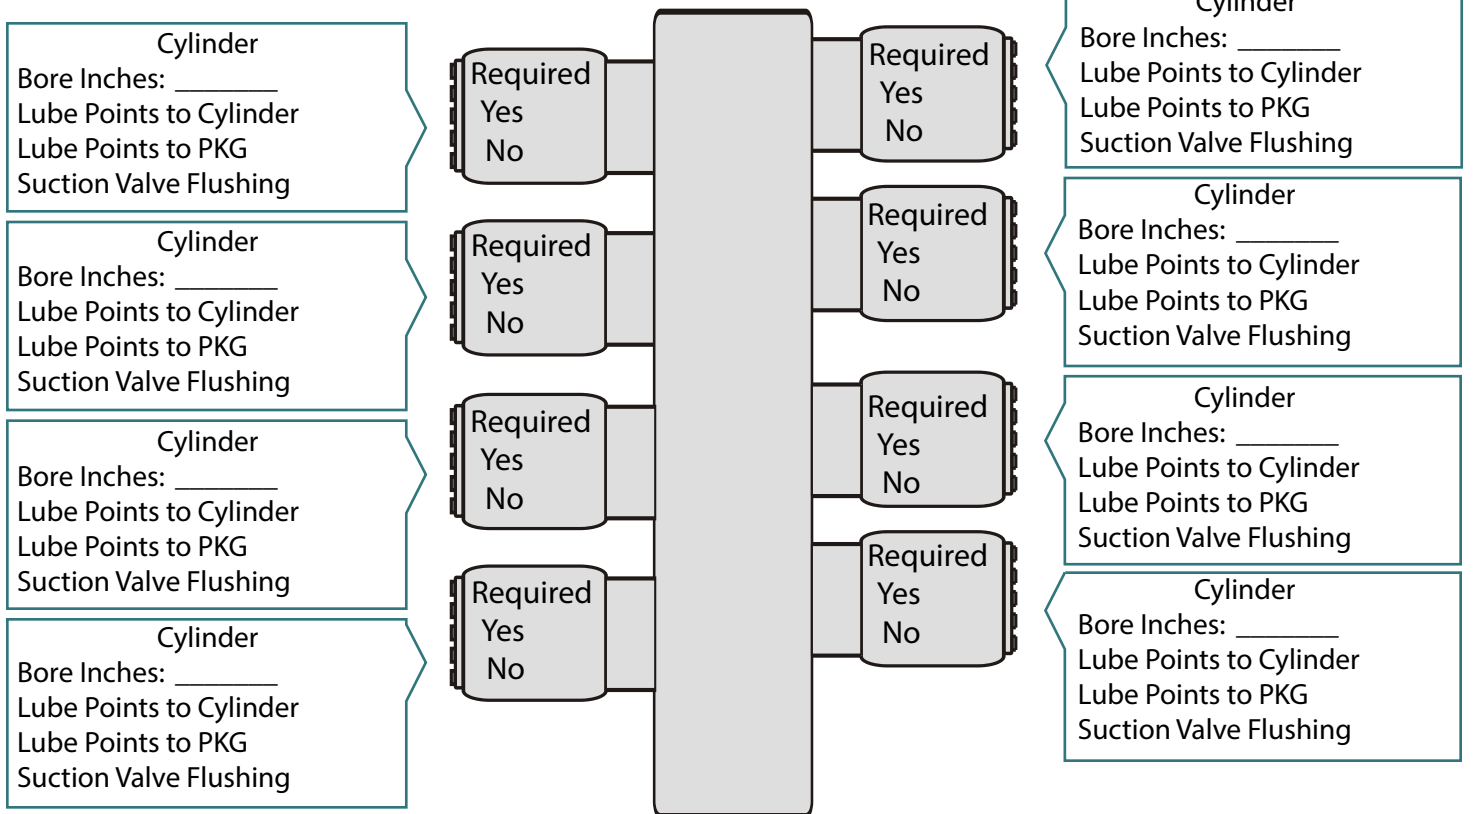 Cylinder
Bore Inches: _______
Lube Points to Cylinder
Lube Points to PKG
Suction Valve Flushing
Cylinder
Bore Inches: _______
Lube Points to Cylinder
Lube Points to PKG
Suction Valve Flushing
Cylinder
Bore Inches: _______
Lube Points to Cylinder
Lube Points to PKG
Suction Valve Flushing
Cylinder
Bore Inches: _______
Lube Points to Cylinder
Lube Points to PKG
Suction Valve Flushing
Required
Yes
No
Required
Yes
No
Required
Yes
No
Required
Yes
No
Required
Yes
No
Required
Yes
No
Required
Yes
No
Required
Yes
No
Cylinder
Bore Inches: _______
Lube Points to Cylinder
Lube Points to PKG
Suction Valve Flushing
Cylinder
Bore Inches: _______
Lube Points to Cylinder
Lube Points to PKG
Suction Valve Flushing
Cylinder
Bore Inches: _______
Lube Points to Cylinder
Lube Points to PKG
Suction Valve Flushing
Cylinder
Bore Inches: _______
Lube Points to Cylinder
Lube Points to PKG
Suction Valve Flushing